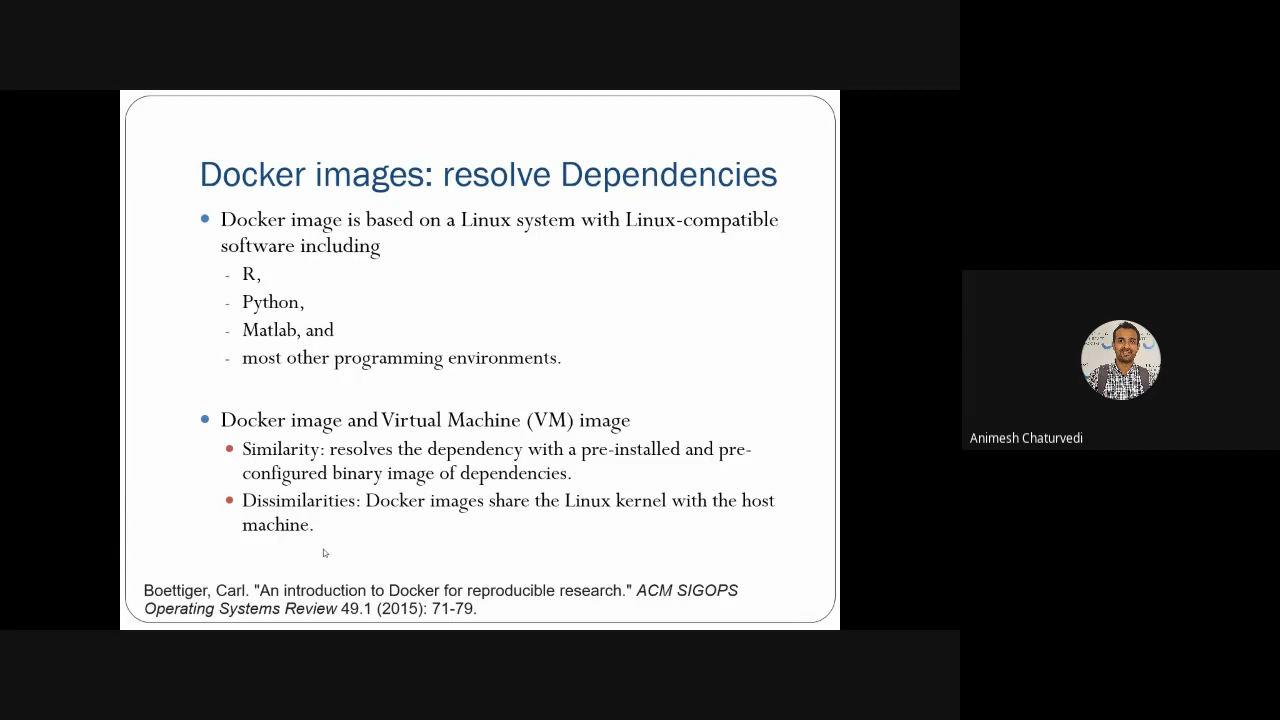 Docker images: resolve Dependencies
Docker image is based on a Linux system with Linux-compatible
software including
- R,
- Python,
- Matlab, and
- most other programming environments.
Docker image and Virtual Machine (VM) image
Similarity: resolves the dependency with a pre-installed and pre-
configured binary image of dependencies.
Dissimilarities: Docker images share the Linux kernel with the host
machine.
Boettiger, Carl. "An introduction to Docker for reproducible research." ACM SIGOPS
Operating Systems Review 49.1 (2015): 71-79.
Animesh Chaturvedi